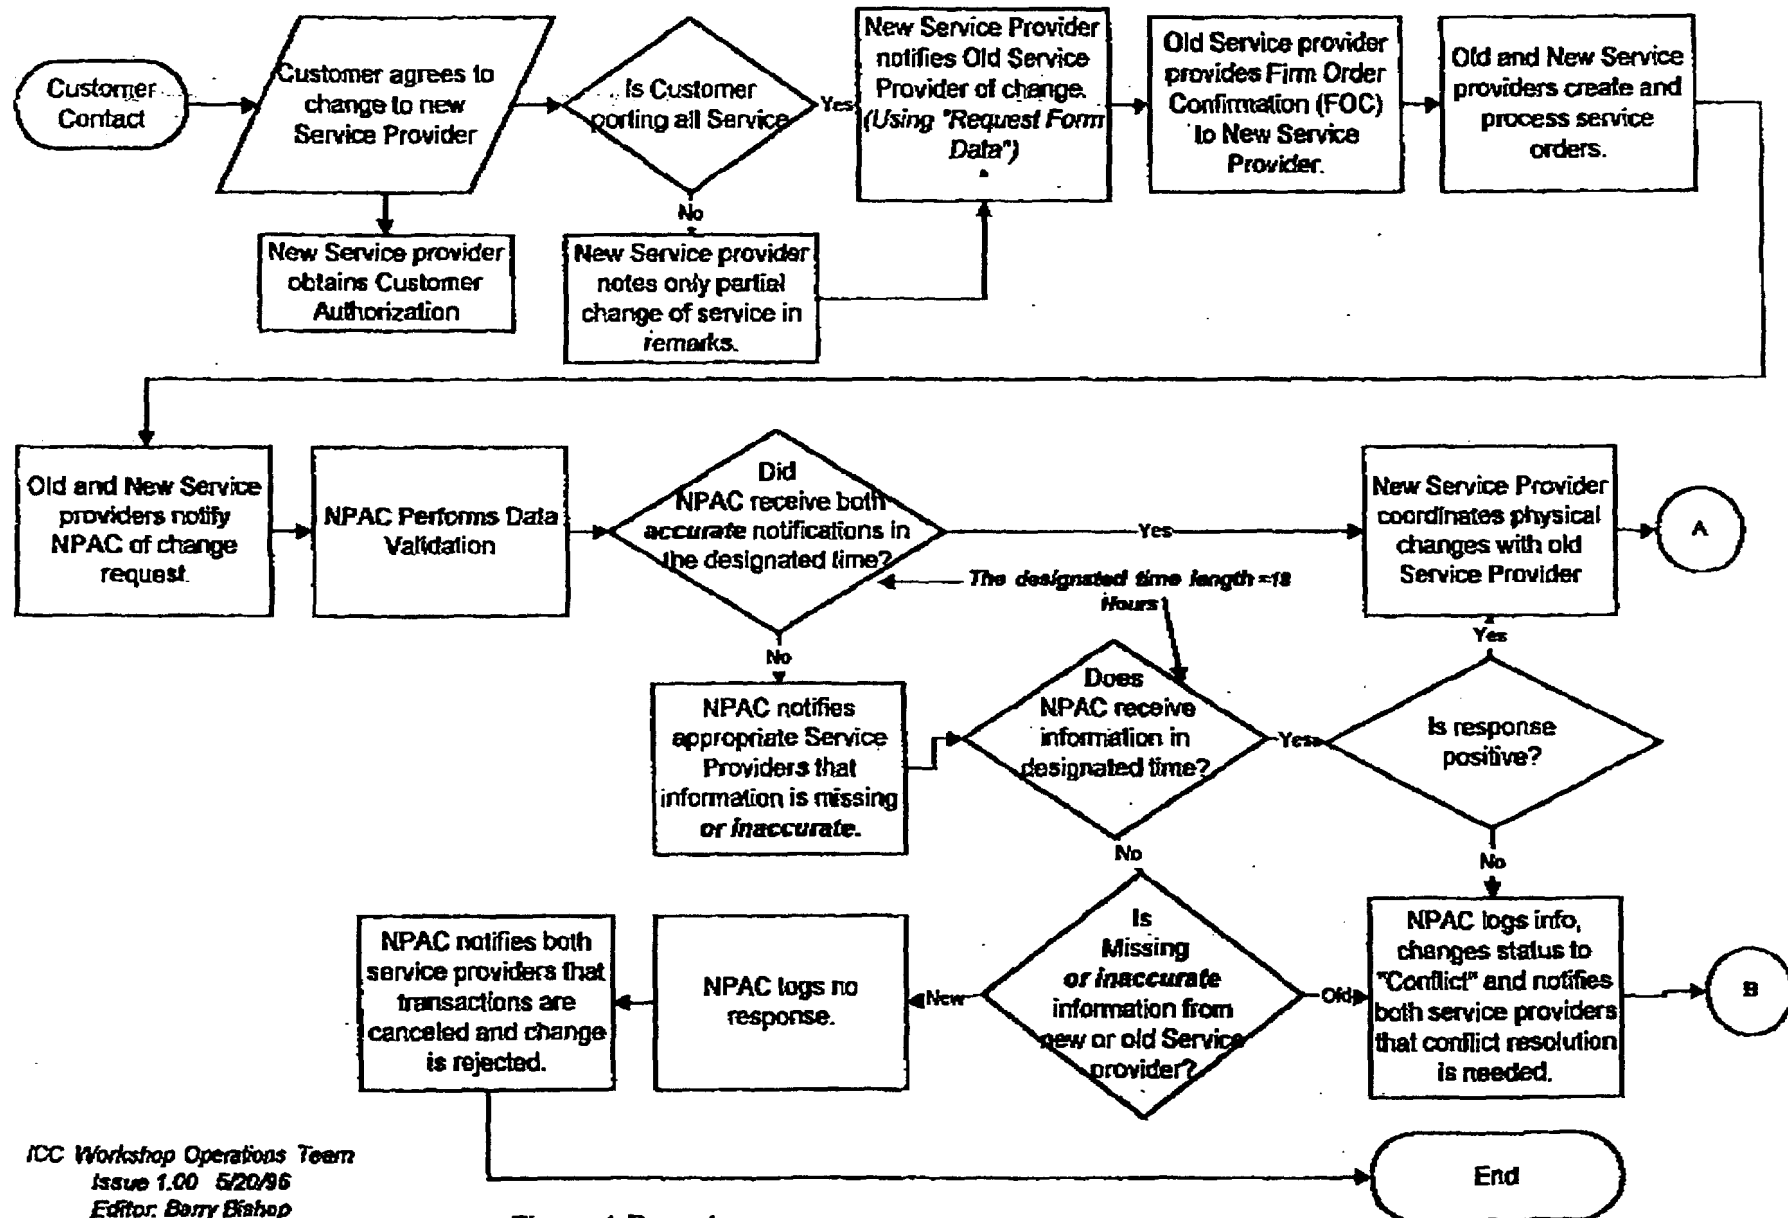 Customer
Contact
Customer agrees to
change to new
Service Provider
Is Customer
porting all Service
Yes
New Service Provider
notifies Old Service
Provider of change.
(Using "Request Form
Data")
Old Service provider
provides Firm Order
Confirmation (FOC)
to New Service
Provider.
Old and New Service
providers create and
process service
orders.
No
New Service provider
obtains Customer
Authorization
New Service provider
notes only partial
change of service in
remarks.
Old and New Service
providers notify
NPAC of change
request.
NPAC Performs Data
Validation
Did
NPAC receive both
accurate notifications in
the designated time?
Yes
New Service Provider
coordinates physical
changes with old
Service Provider
A
The designated time length =18
Hours
No
Yes
NPAC notifies
appropriate Service
Providers that
information is missing
or inaccurate.
Does
NPAC receive
information in
designated time?
Yes
Is response
positive?
No
No
NPAC notifies both
service providers that
transactions are
canceled and change
is rejected.
NPAC logs no
response.
New
Is
Missing
or inaccurate
information from
new or old Service
provider?
Old
NPAC logs info,
changes status to
"Conflict" and notifies
both service providers
that conflict resolution
is needed.
B
End
ICC Workshop Operations Team
Issue 1.00 5/20/96
Editor: Barry Bishop